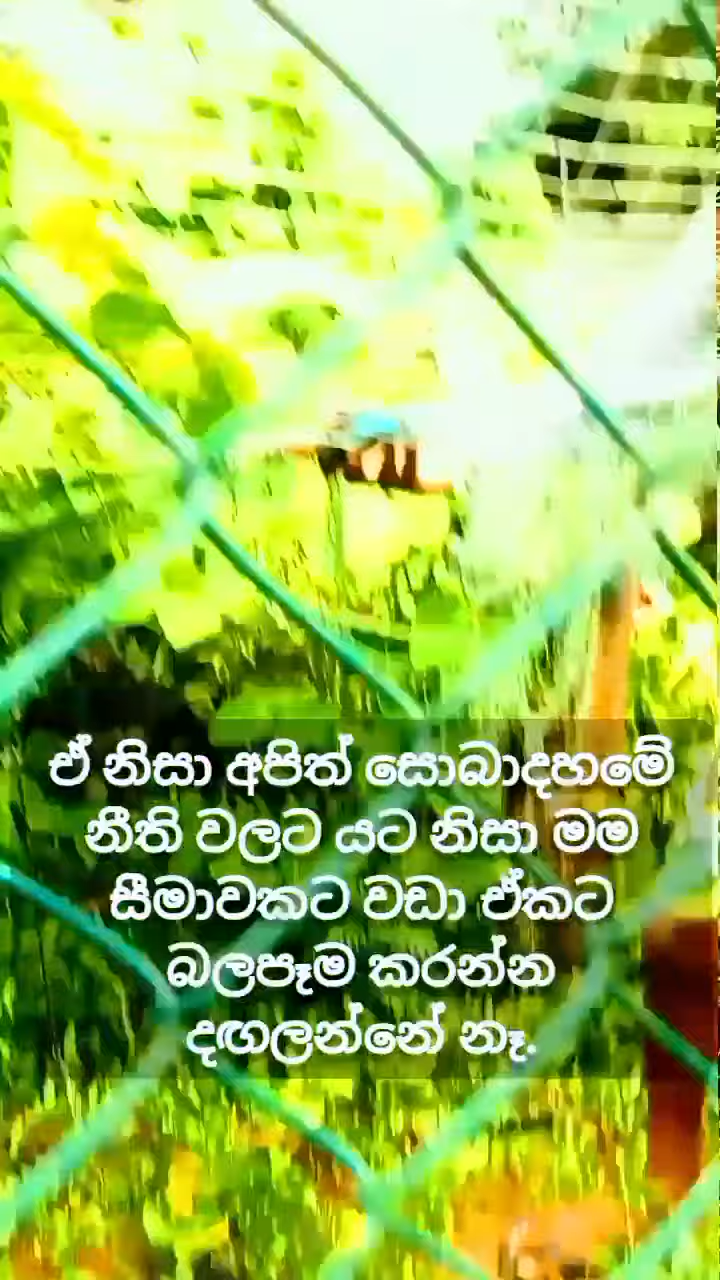 ඒ නිසා අපිත් සොබාදහමේ
නීති වලට යට නිසා මම
සීමාවකට වඩා ඒකට
බලපෑම කරන්න
දඟලන්නේ නෑ.